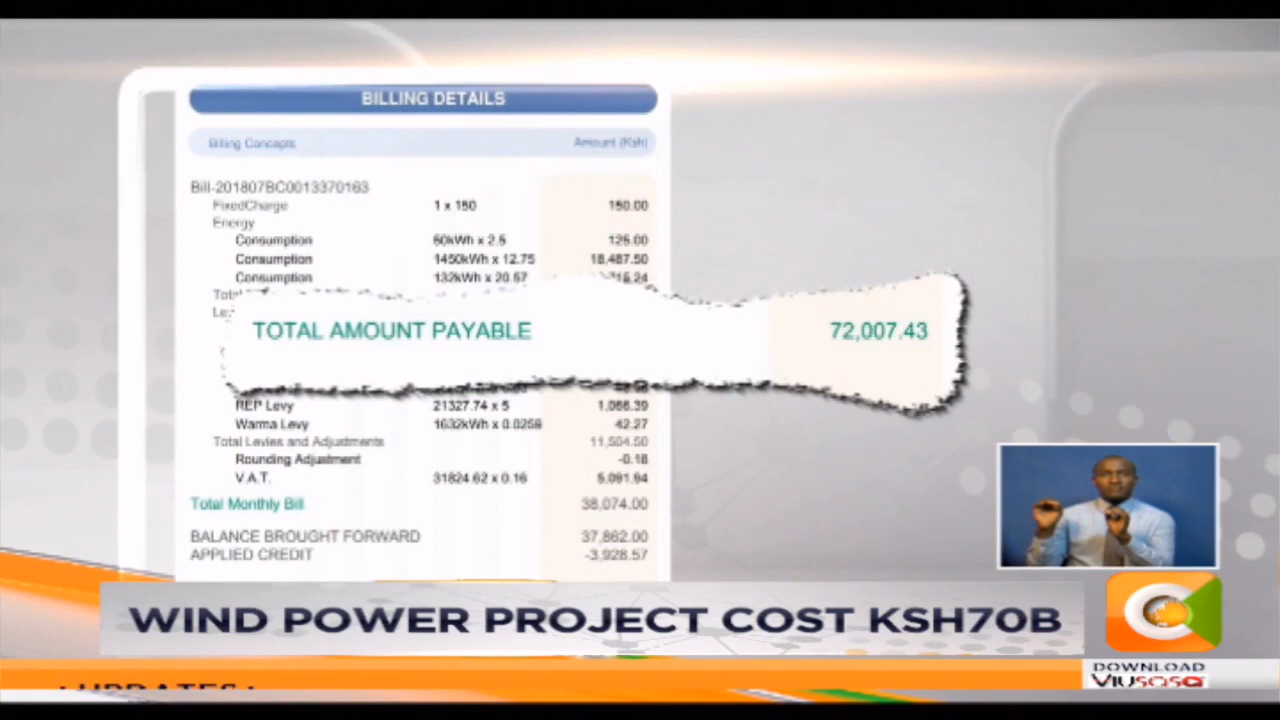 BILLING DETAILS
Billing Concepts Amount (Ksh)
Bill-201807BC0013370163
FixedCharge 1 x 150 150.00
Energy
Consumption 50kWh x 2.5 125.00
Consumption 1450kWh x 12.75 18,487.50
Consumption 132kWh x 20.57
TOTAL AMOUNT PAYABLE 72,007.43
REP Levy 21327.74 x 5 1,066.39
Warma Levy 1632kWh x 0.0259 42.27
Total Levies and Adjustments 11,504.50
Rounding Adjustment -0.18
V.A.T. 31824.62 x 0.16 5,091.94
Total Monthly Bill 38,074.00
BALANCE BROUGHT FORWARD 37,862.00
APPLIED CREDIT -3,928.57
WIND POWER PROJECT COST KSH70B
DOWNLOAD
VIUSASA